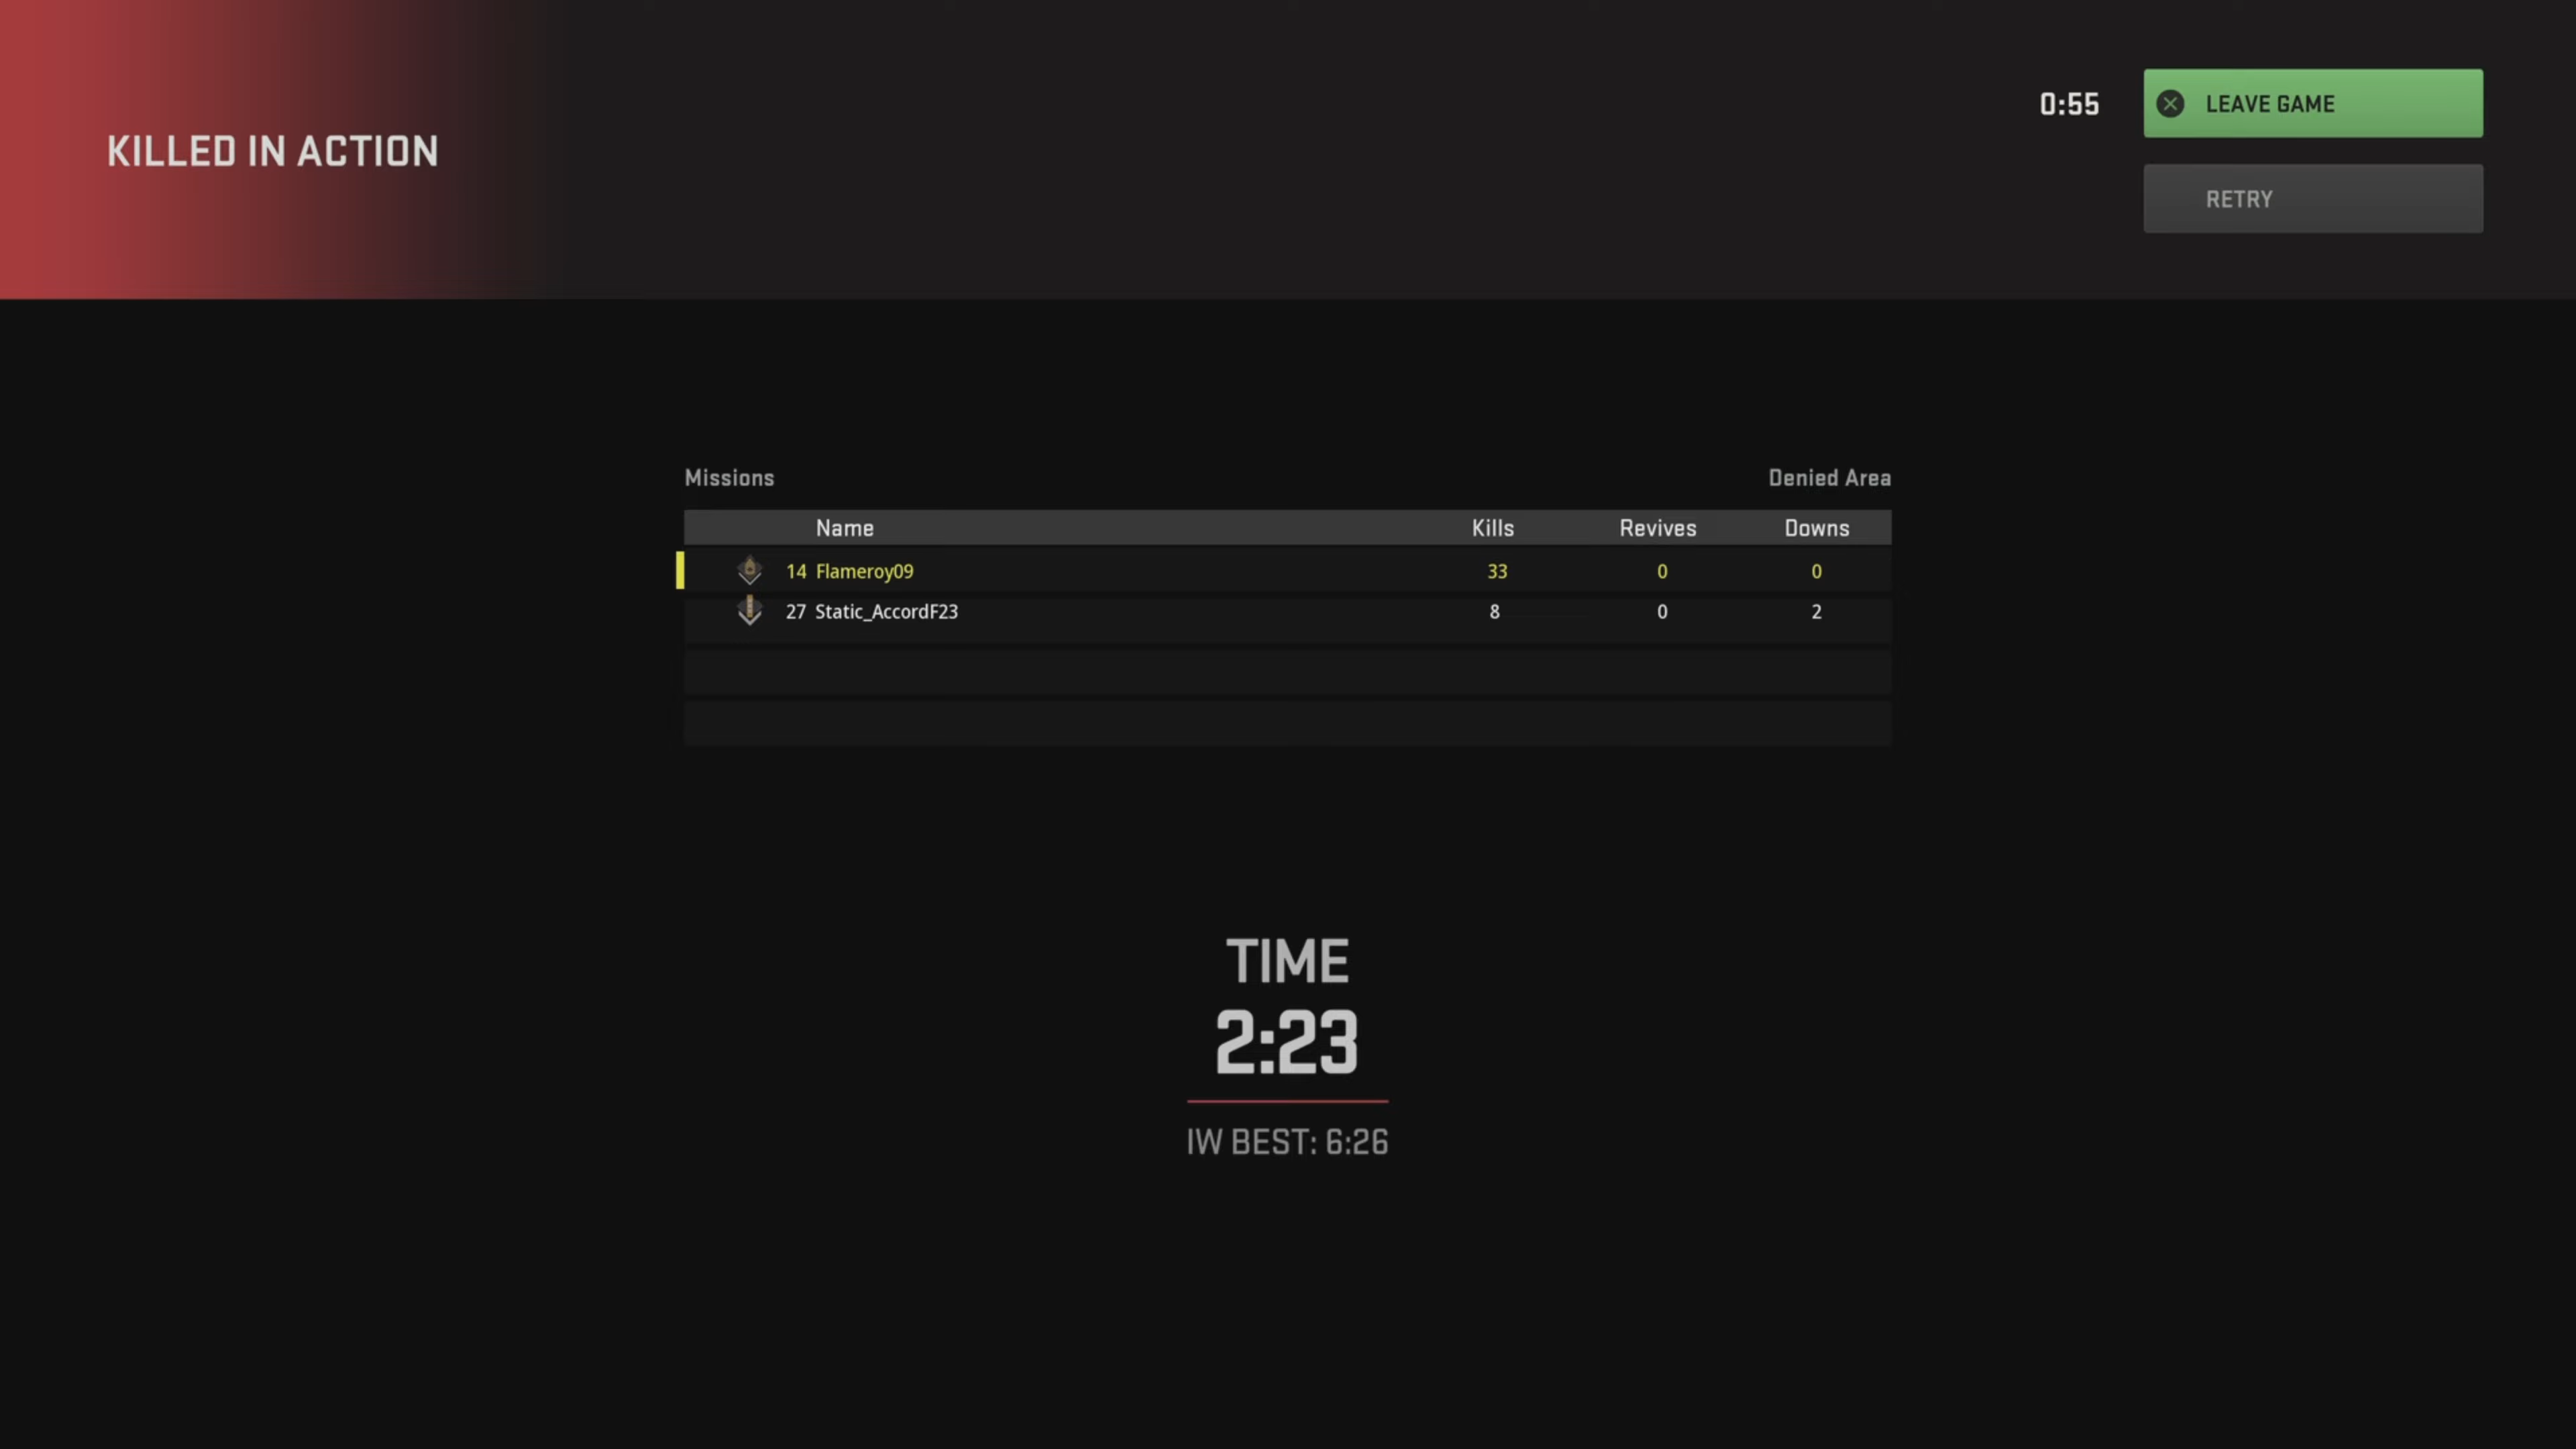 KILLED IN ACTION
0:55
LEAVE GAME
RETRY
Missions Denied Area
Name Kills Revives Downs
14 Flameroy09 33 0 0
27 Static_AccordF23 8 0 2
TIME
2:23
IW BEST: 6:26